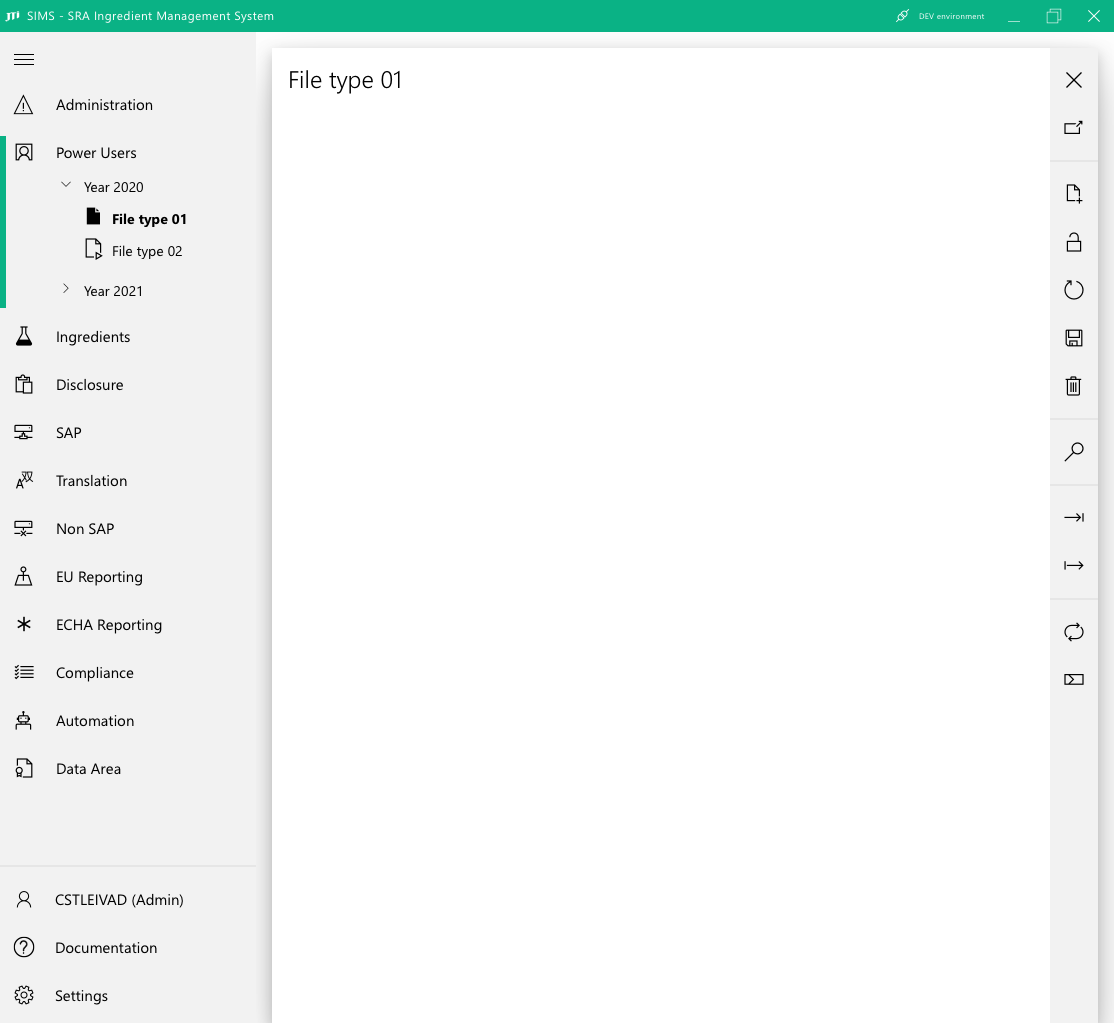 SIMS - SRA Ingredient Management System
DEV environment
File type 01
Administration
Power Users
Year 2020
File type 01
File type 02
Year 2021
Ingredients
Disclosure
SAP
Translation
Non SAP
EU Reporting
ECHA Reporting
Compliance
Automation
Data Area
CSTLEIVAD (Admin)
Documentation
Settings